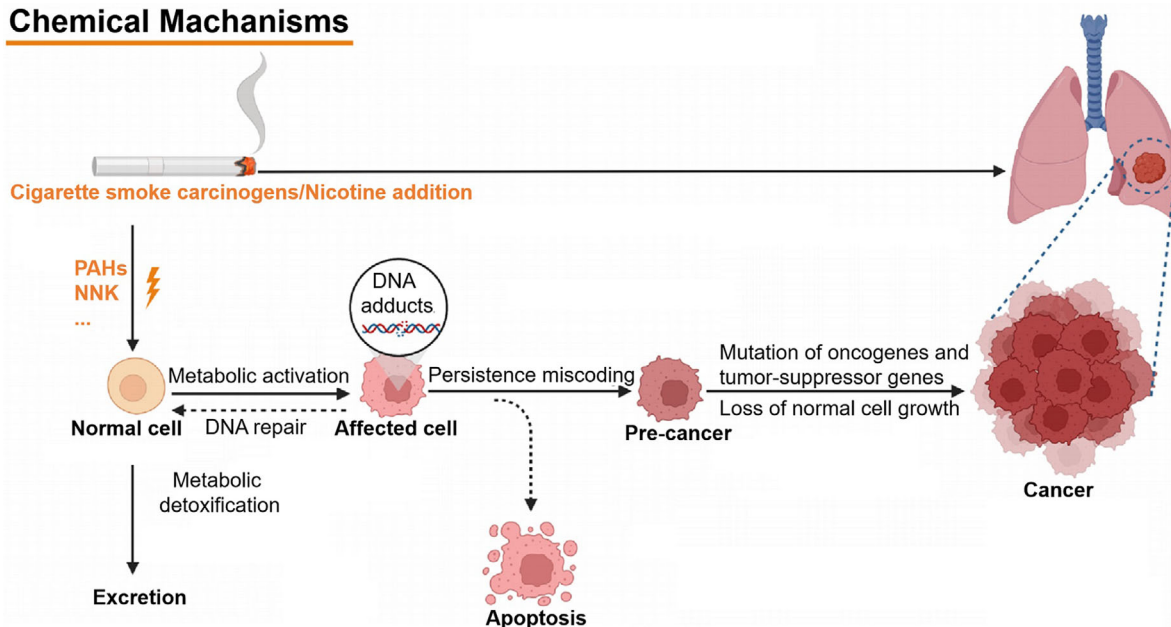 Chemical Machanisms
Cigarette smoke carcinogens/Nicotine addition
PAHs
NNK
...
DNA
adducts
Metabolic activation
Persistence miscoding
Mutation of oncogenes and
tumor-suppressor genes
Loss of normal cell growth
Normal cell
DNA repair
Affected cell
Pre-cancer
Cancer
Metabolic
detoxification
Excretion
Apoptosis